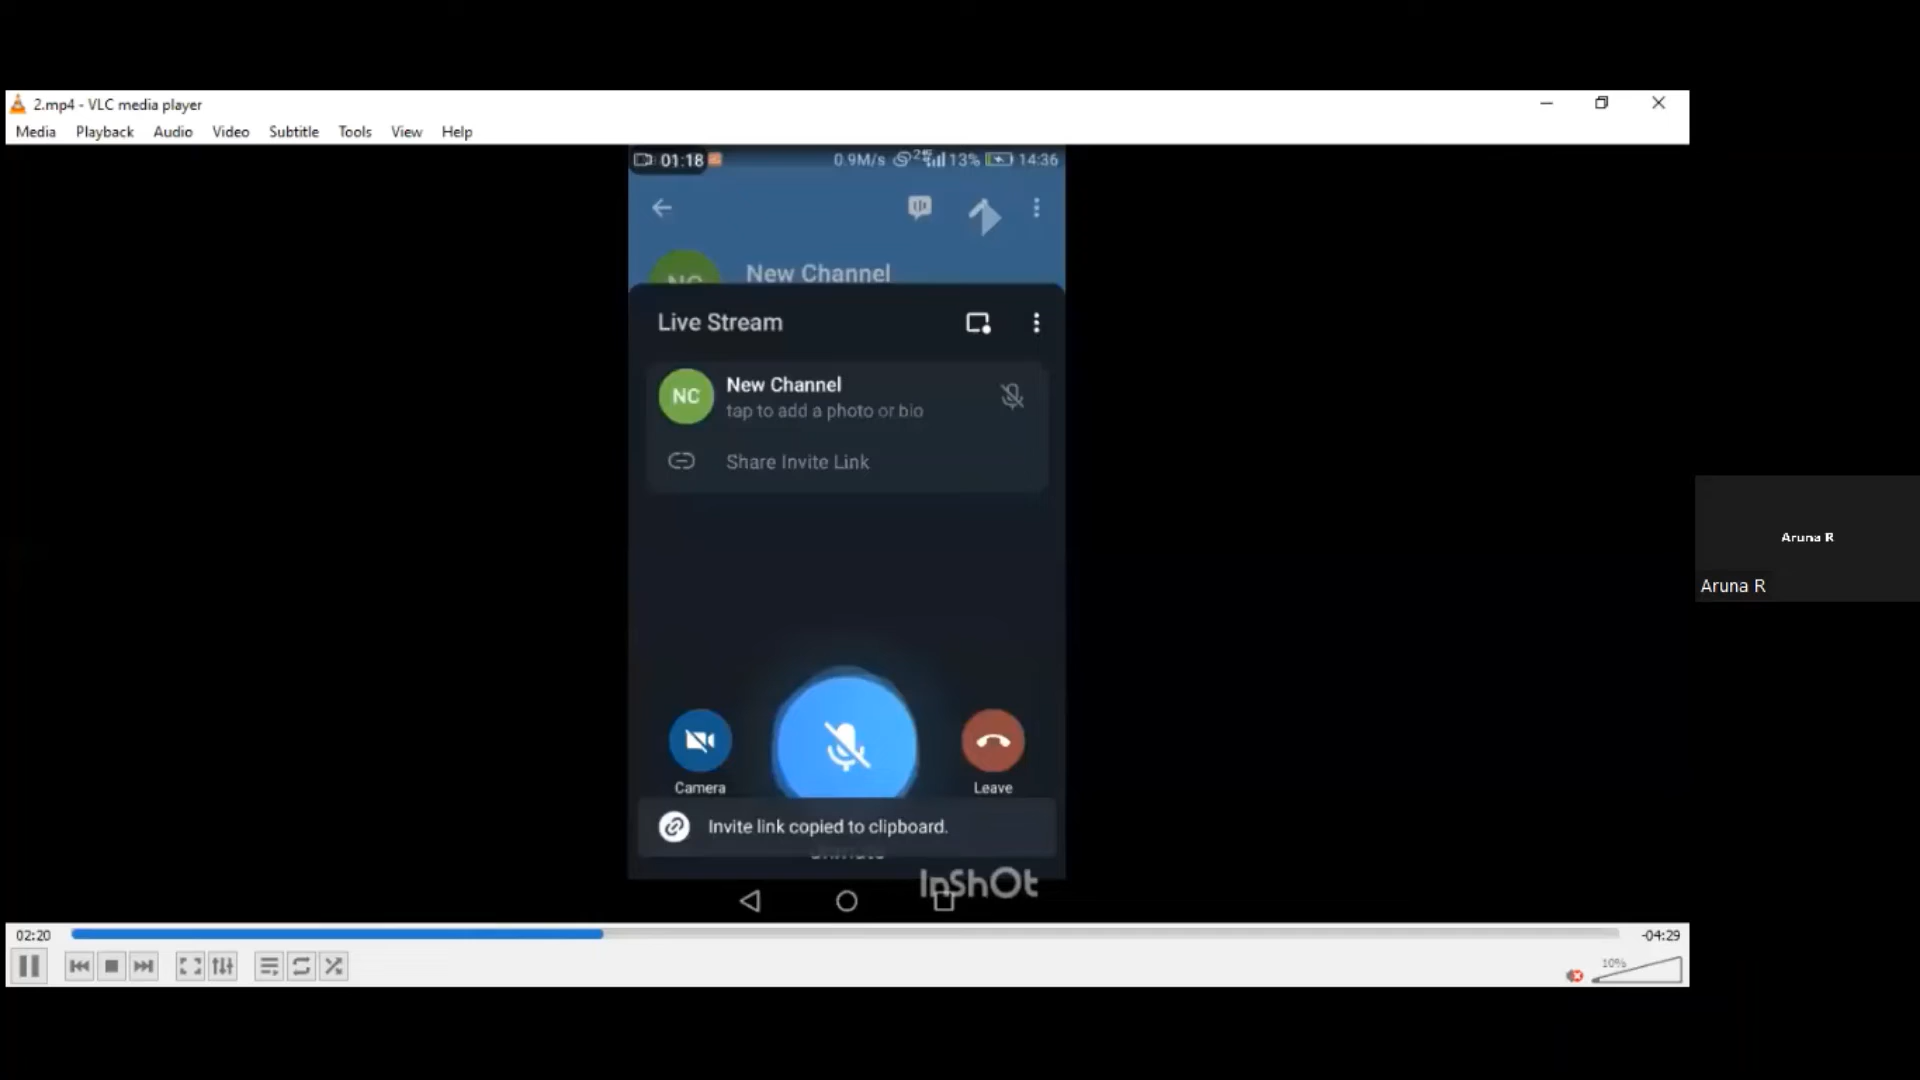 2.mp4 - VLC media player
Media Playback Audio Video Subtitle Tools View Help
01:18 0.9M/s 13% 14:36
NC New Channel
Live Stream
NC New Channel
tap to add a photo or bio
Share Invite Link
Camera Leave
Invite link copied to clipboard.
InShOt
Aruna R
Aruna R
02:20 -04:29
10%